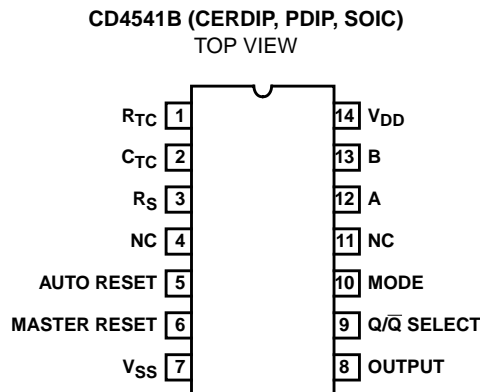 CD4541B (CERDIP, PDIP, SOIC)
TOP VIEW
RTC 1 14 VDD
CTC 2 13 B
RS 3 12 A
NC 4 11 NC
AUTO RESET 5 10 MODE
MASTER RESET 6 9 Q/Q̅ SELECT
VSS 7 8 OUTPUT